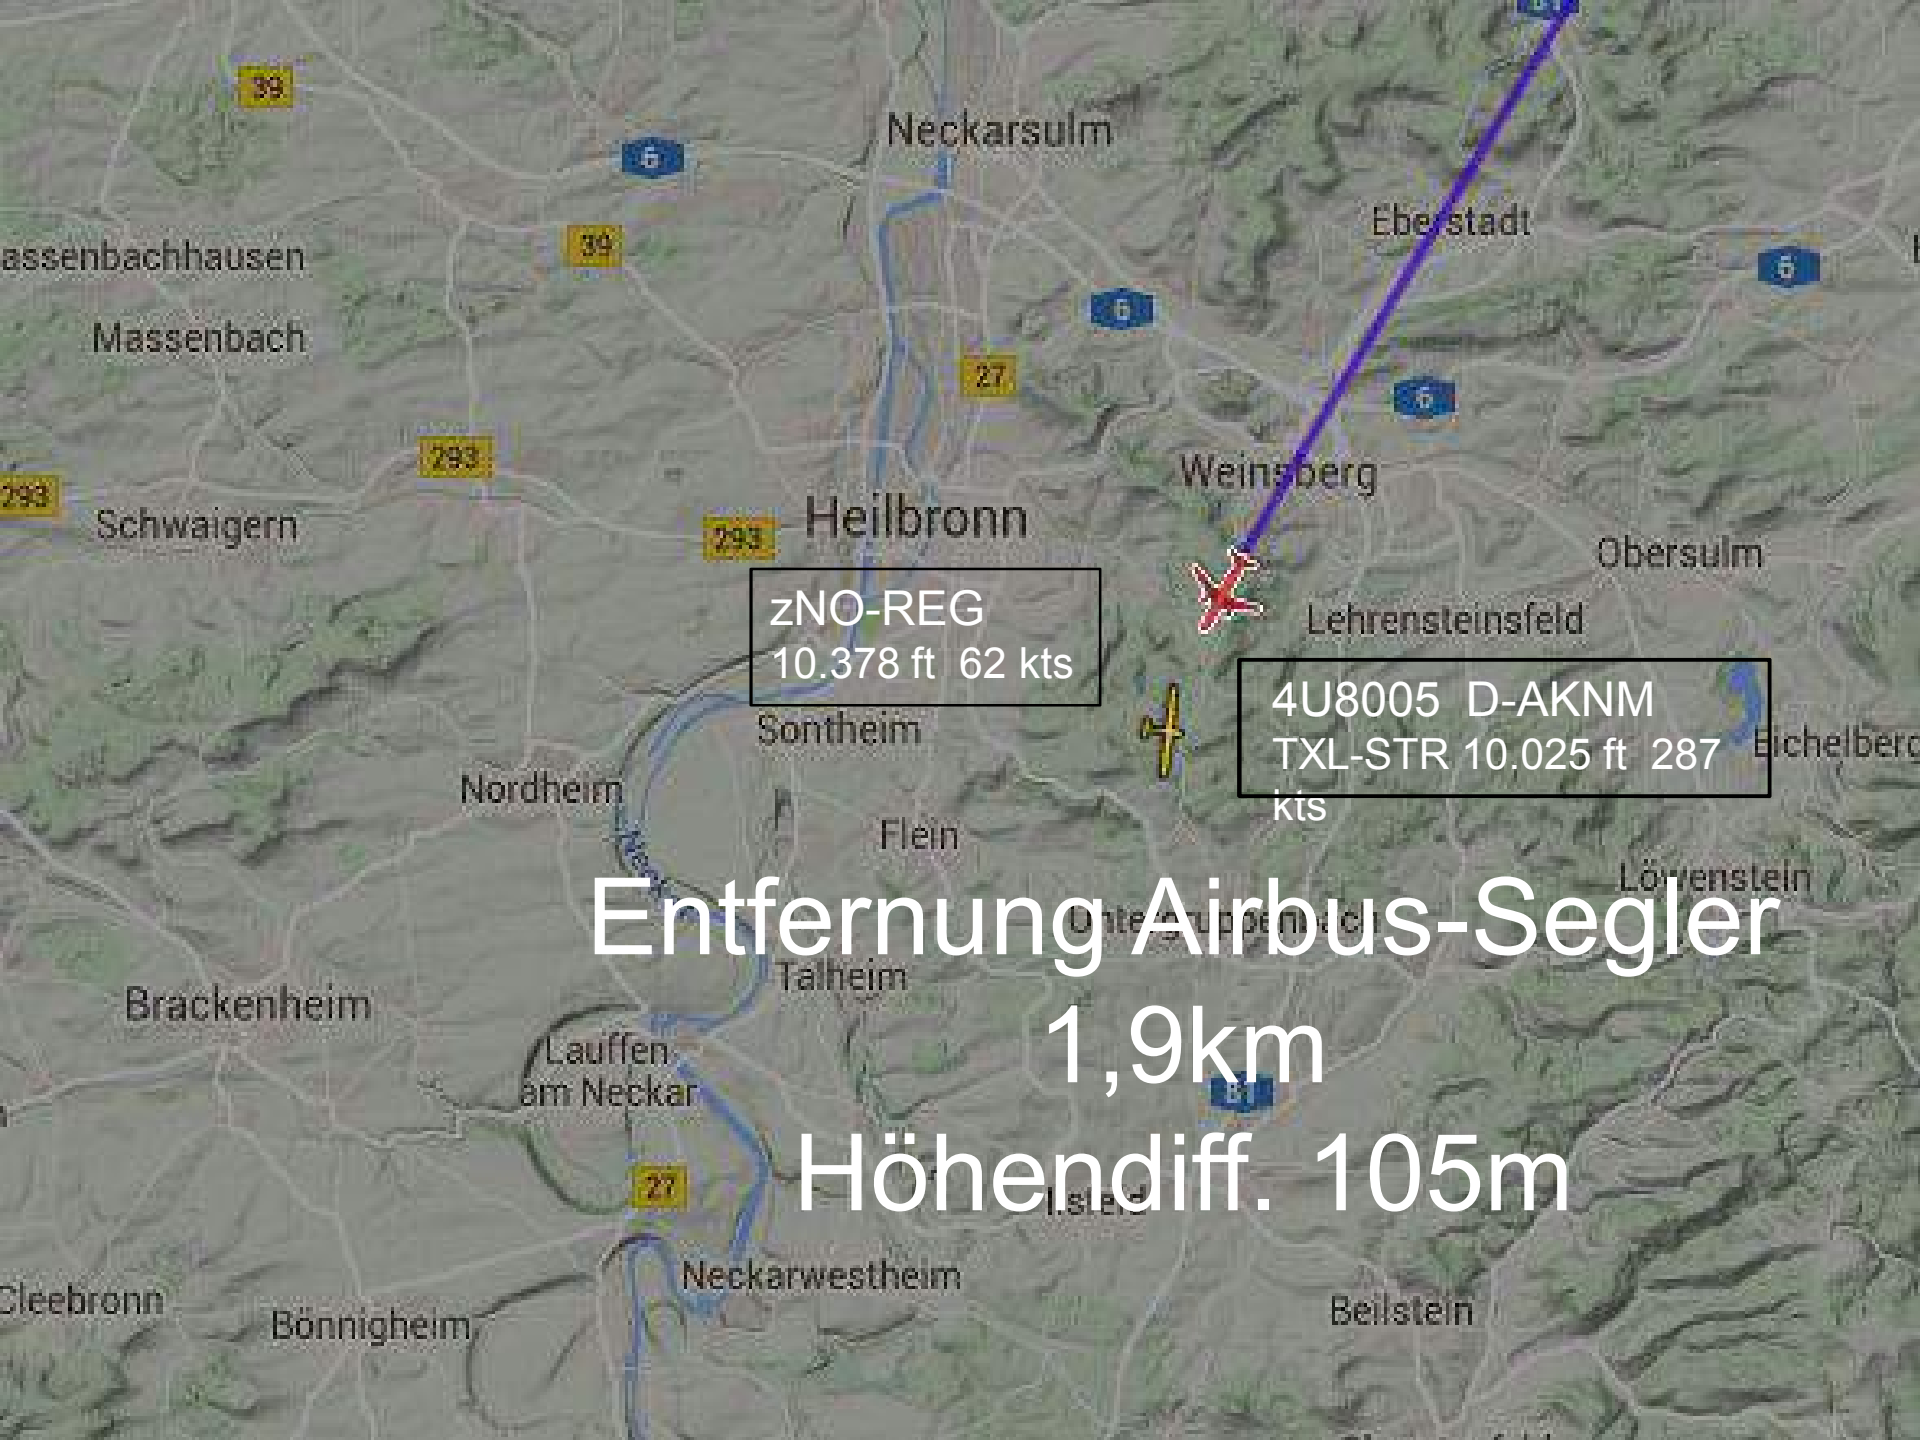 39
Neckarsulm
6
Eberstadt
assenbachhausen
39
6
6
Massenbach
27
6
293
Weinsberg
293
Schwaigern
Heilbronn
293
Obersulm
zNO-REG
10.378 ft 62 kts
Lehrensteinsfeld
4U8005 D-AKNM
TXL-STR 10.025 ft 287
kts
Sontheim
Eichelberg
Nordheim
Flein
Löwenstein
Entfernung Airbus-Segler
Untergruppenbach
Talheim
Brackenheim
1,9km
Lauffen
am Neckar
81
Höhendiff. 105m
27
Ilsfeld
Neckarwestheim
Cleebronn
Bönnigheim
Beilstein